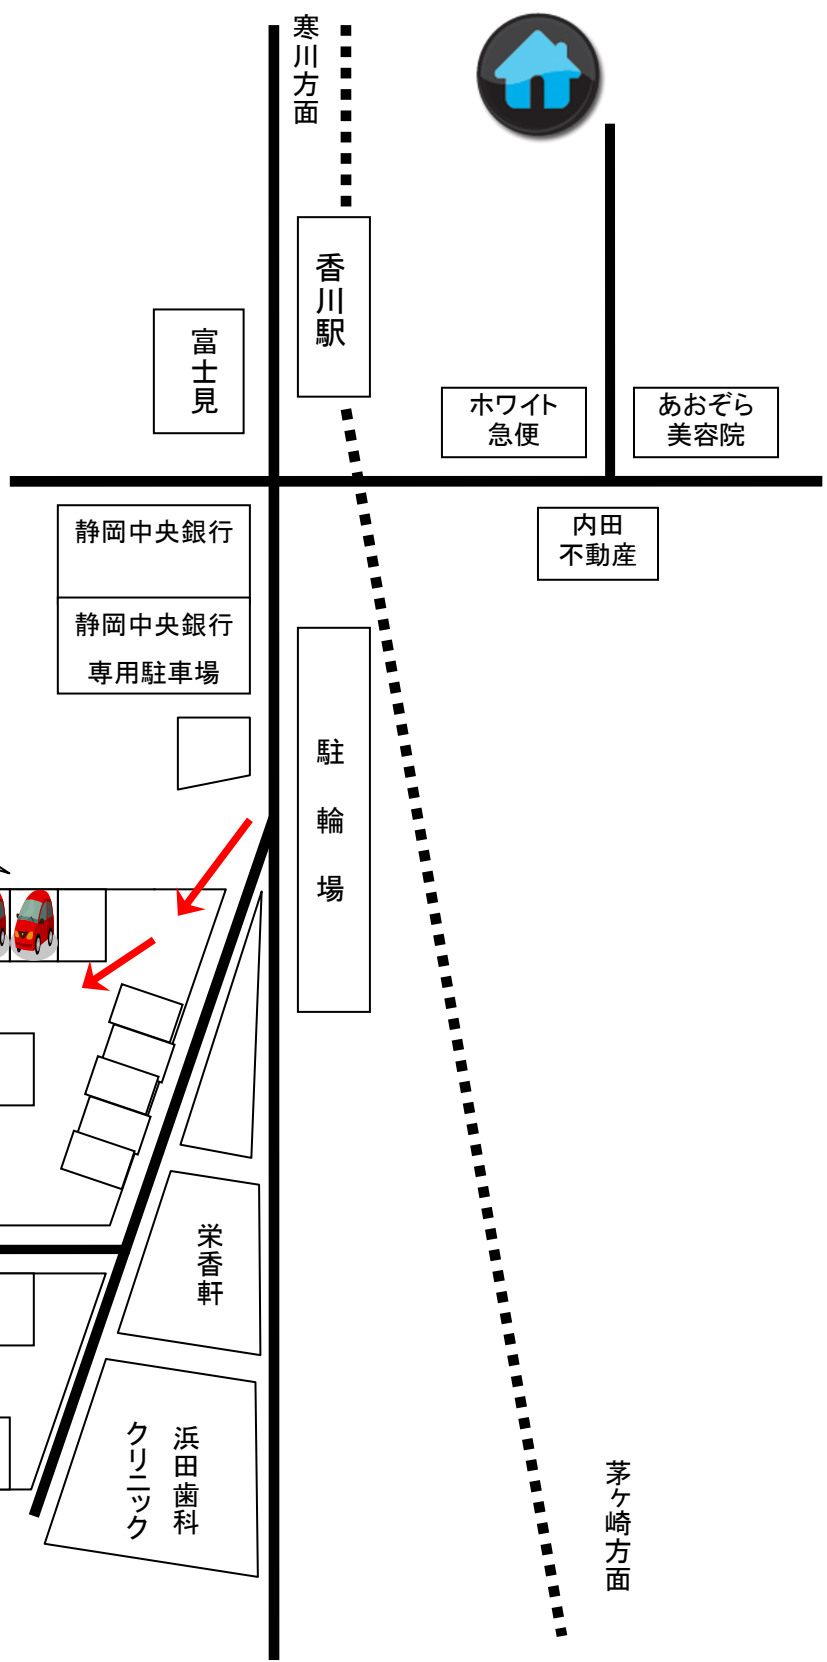 寒川方面
香川駅
富士見
ホワイト
急便
あおぞら
美容院
静岡中央銀行
内田
不動産
静岡中央銀行
専用駐車場
駐輪場
栄香軒
浜田歯科
クリニック
茅ヶ崎方面